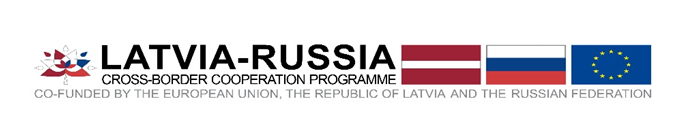 LATVIA-RUSSIA
CROSS-BORDER COOPERATION PROGRAMME
CO-FUNDED BY THE EUROPEAN UNION, THE REPUBLIC OF LATVIA AND THE RUSSIAN FEDERATION